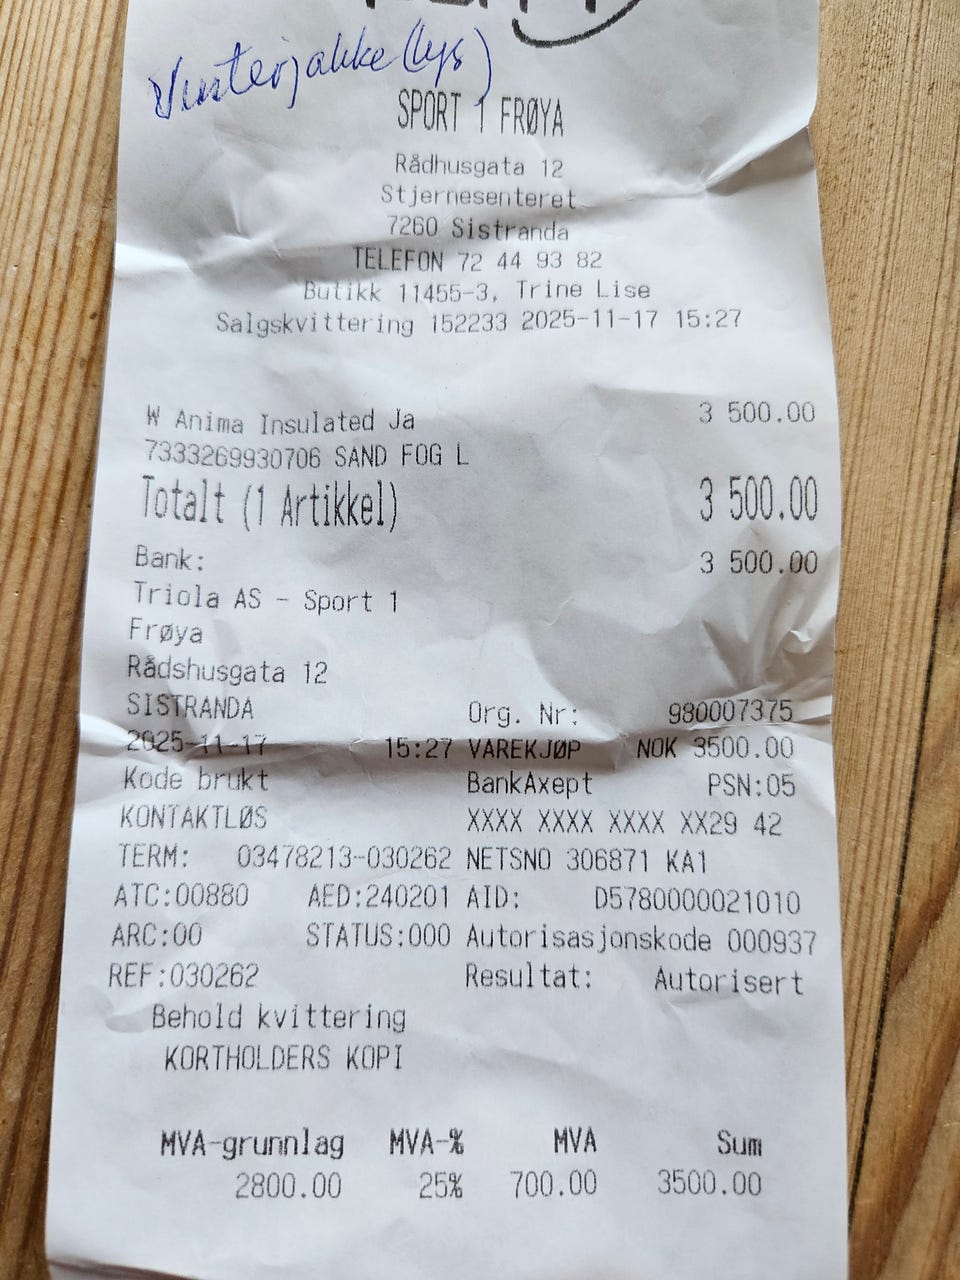 Vinterjakke (lys)
SPORT 1 FRØYA
Rådhusgata 12
Stjernesenteret
7260 Sistranda
TELEFON 72 44 93 82
Butikk 11455-3, Trine Lise
Salgskvittering 152233 2025-11-17 15:27
W Anima Insulated Ja 3 500.00
7333269930706 SAND FOG L
Totalt (1 Artikkel) 3 500.00
Bank: 3 500.00
Triola AS - Sport 1
Frøya
Rådshusgata 12
SISTRANDA Org. Nr: 980007375
2025-11-17 15:27 VAREKJØP NOK 3500.00
Kode brukt BankAxept PSN:05
KONTAKTLØS XXXX XXXX XXXX XX29 42
TERM: 03478213-030262 NETSNO 306871 KA1
ATC:00880 AED:240201 AID: D5780000021010
ARC:00 STATUS:000 Autorisasjonskode 000937
REF:030262 Resultat: Autorisert
Behold kvittering
KORTHOLDERS KOPI
MVA-grunnlag MVA-% MVA Sum
2800.00 25% 700.00 3500.00